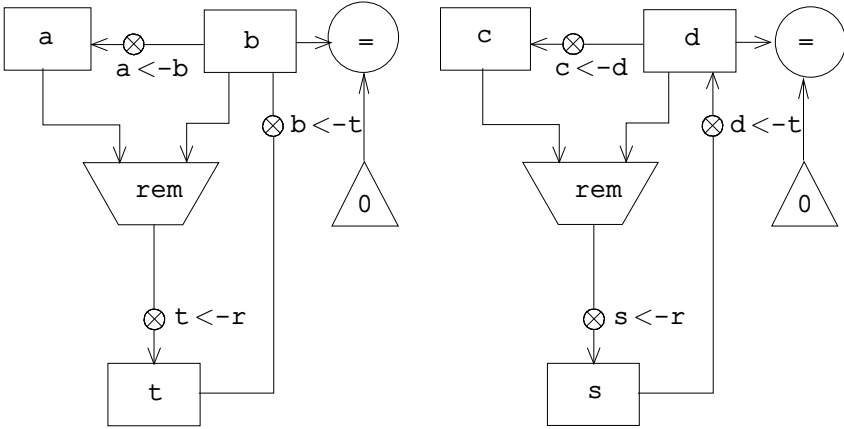 a
b
=
a<-b
b<-t
rem
0
t<-r
t
c
d
=
c<-d
d<-t
rem
0
s<-r
s